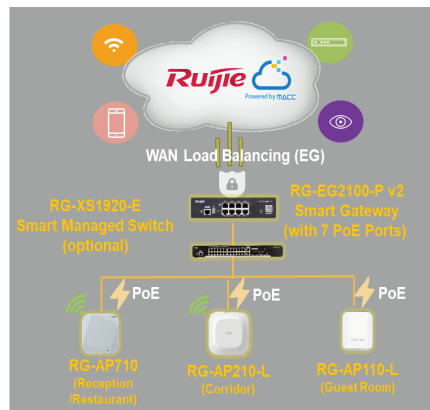 Ruijie
Powered by MACC
WAN Load Balancing (EG)
RG-XS1920-E
Smart Managed Switch
(optional)
RG-EG2100-P v2
Smart Gateway
(with 7 PoE Ports)
PoE
PoE
PoE
RG-AP710
(Reception
/Restaurant)
RG-AP210-L
(Corridor)
RG-AP110-L
(Guest Room)